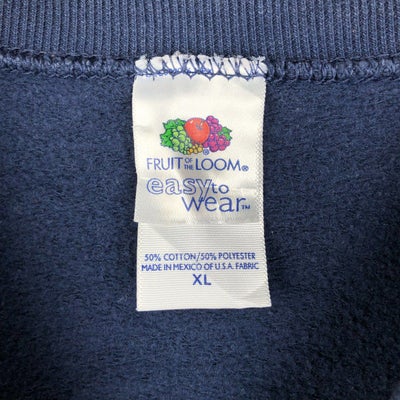 FRUIT OF THE LOOM®
easy to
wear™
50% COTTON/50% POLYESTER
MADE IN MEXICO OF U.S.A. FABRIC
XL